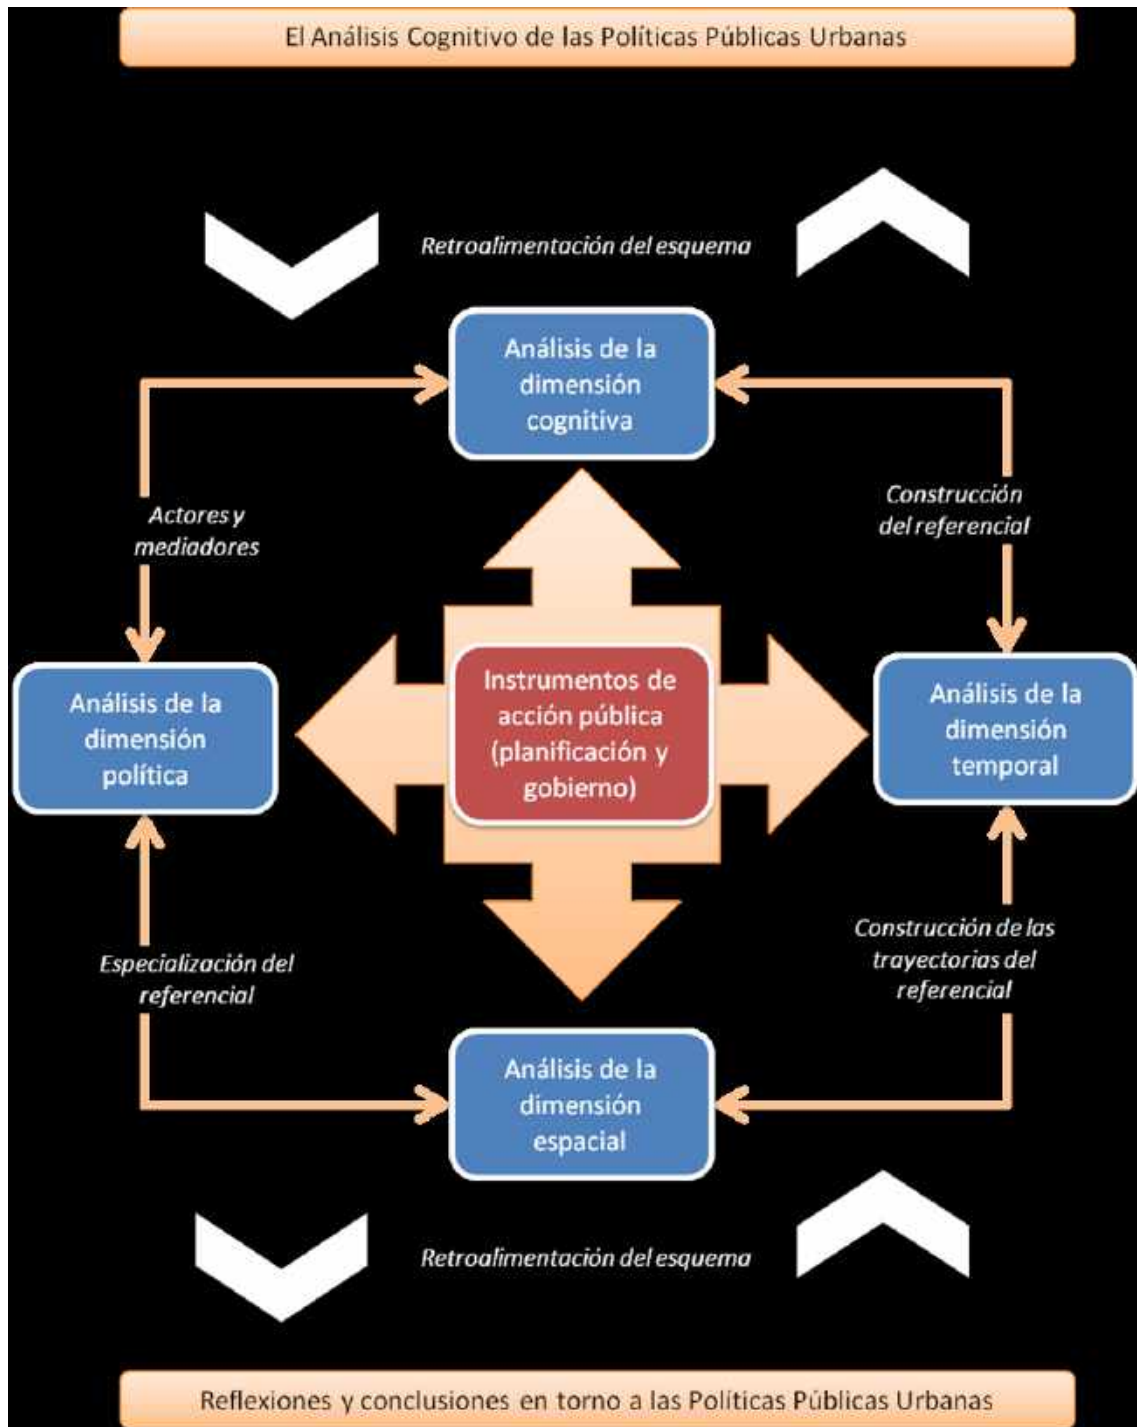 El Análisis Cognitivo de las Políticas Públicas Urbanas
Retroalimentación del esquema
Análisis de la
dimensión
cognitiva
Actores y
mediadores
Construcción
del referencial
Análisis de la
dimensión
política
Instrumentos de
acción pública
(planificación y
gobierno)
Análisis de la
dimensión
temporal
Especialización del
referencial
Construcción de las
trayectorias del
referencial
Análisis de la
dimensión
espacial
Retroalimentación del esquema
Reflexiones y conclusiones en torno a las Políticas Públicas Urbanas